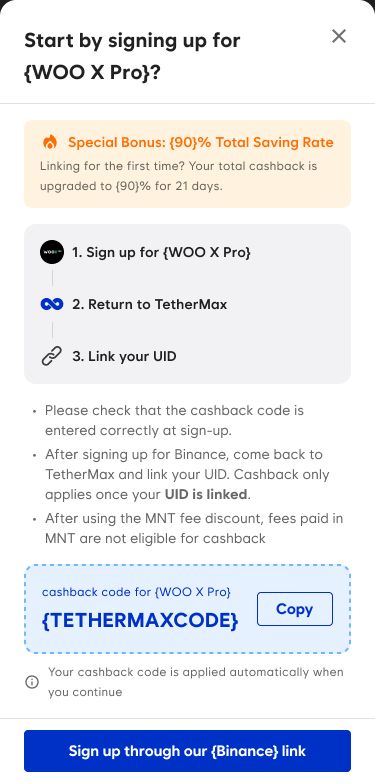 Start by signing up for
{WOO X Pro}?
Special Bonus: {90}% Total Saving Rate
Linking for the first time? Your total cashback is
upgraded to {90}% for 21 days.
1. Sign up for {WOO X Pro}
2. Return to TetherMax
3. Link your UID
• Please check that the cashback code is
entered correctly at sign-up.
• After signing up for Binance, come back to
TetherMax and link your UID. Cashback only
applies once your UID is linked.
• After using the MNT fee discount, fees paid in
MNT are not eligible for cashback
cashback code for {WOO X Pro}
{TETHERMAXCODE}
Copy
Your cashback code is applied automatically when
you continue
Sign up through our {Binance} link